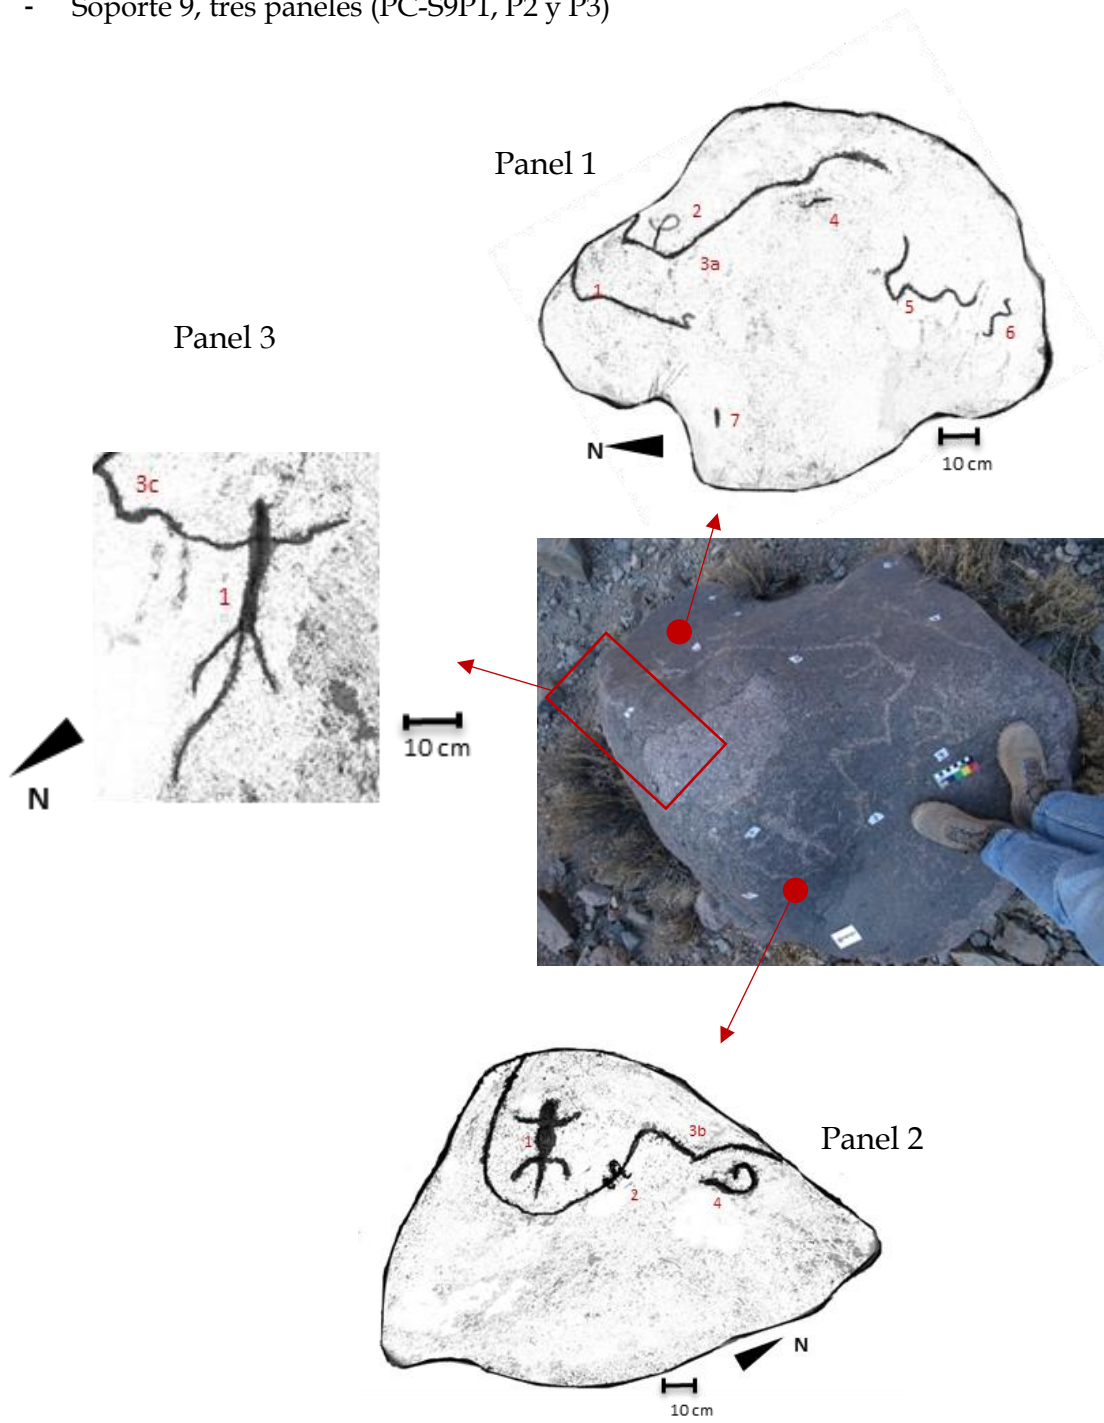 - Soporte 9, tres paneles (PC-S9P1, P2 y P3)
Panel 1
2
4
3a
1
5
6
7
N
10 cm
Panel 3
3c
1
10 cm
N
Panel 2
3b
1
2
4
N
10 cm